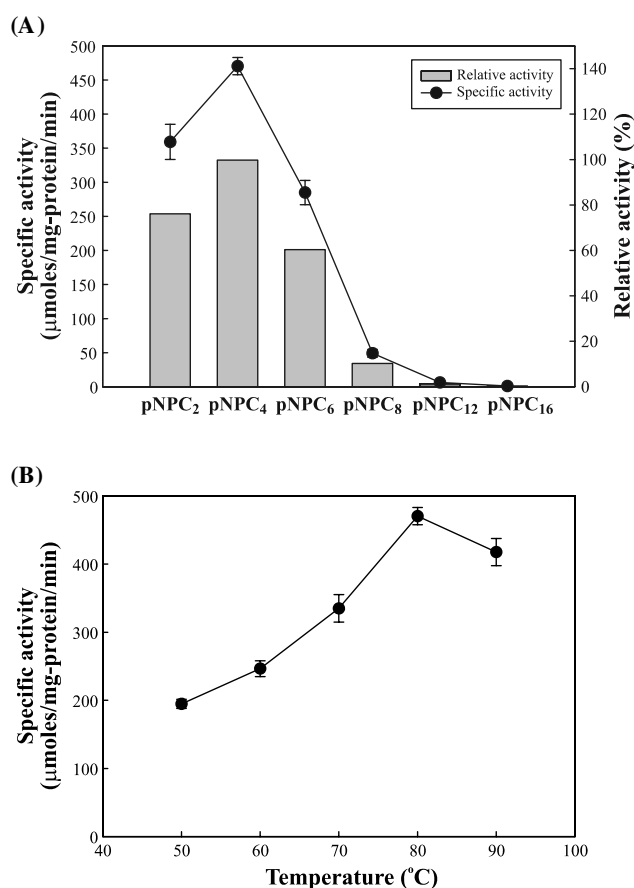 (A)
500
450
400
350
300
250
200
150
100
50
0
Specific activity
(μmoles/mg-protein/min)
Relative activity
Specific activity
140
120
100
80
60
40
20
0
Relative activity (%)
pNPC₂ pNPC₄ pNPC₆ pNPC₈ pNPC₁₂ pNPC₁₆
(B)
500
400
300
200
100
0
Specific activity
(μmoles/mg-protein/min)
40 50 60 70 80 90 100
Temperature (°C)